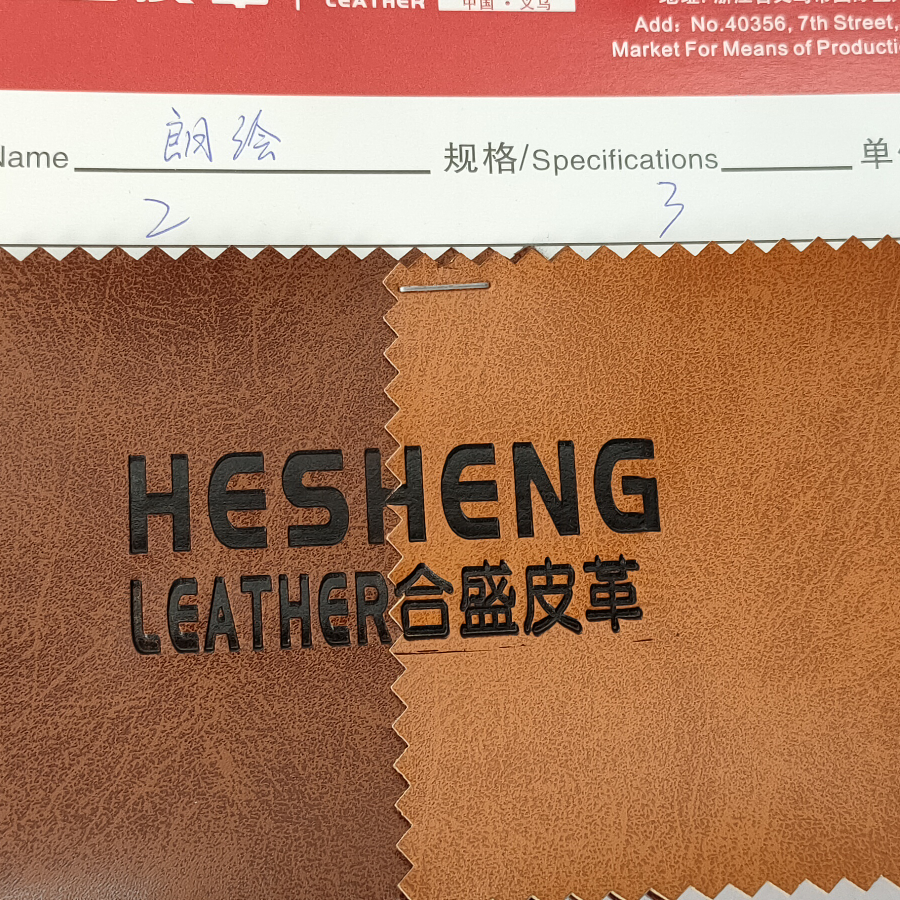 LEATHER
中国·义乌
Add: No.40356, 7th Street,
Market For Means of Producti
Name 朗绘 规格/Specifications 单
2 3
HESHENG
LEATHER合盛皮革